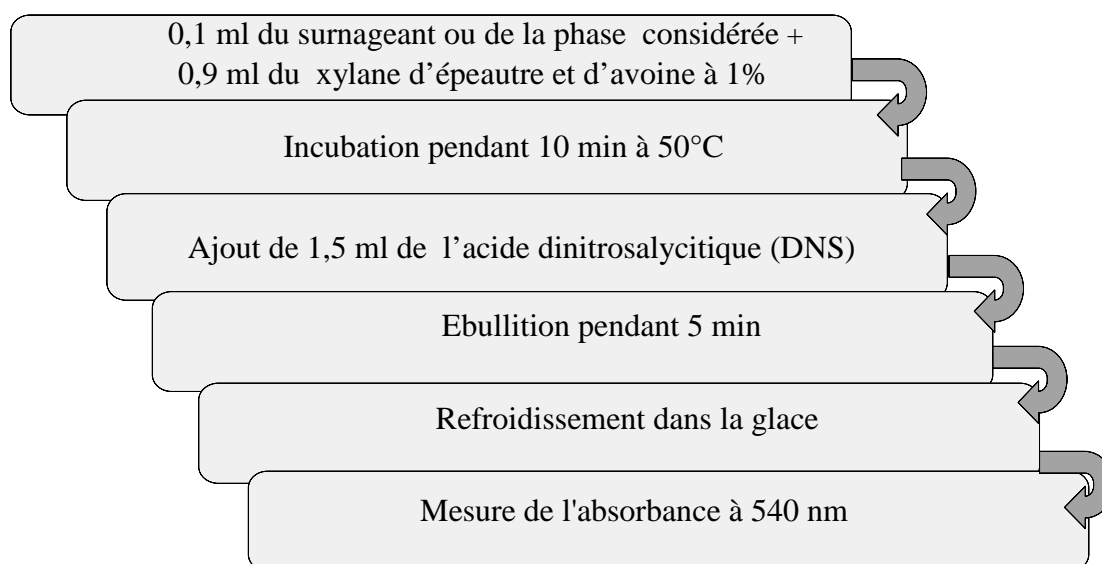 0,1 ml du surnageant ou de la phase considérée +
0,9 ml du xylane d’épeautre et d’avoine à 1%
Incubation pendant 10 min à 50°C
Ajout de 1,5 ml de l’acide dinitrosalycitique (DNS)
Ebullition pendant 5 min
Refroidissement dans la glace
Mesure de l'absorbance à 540 nm